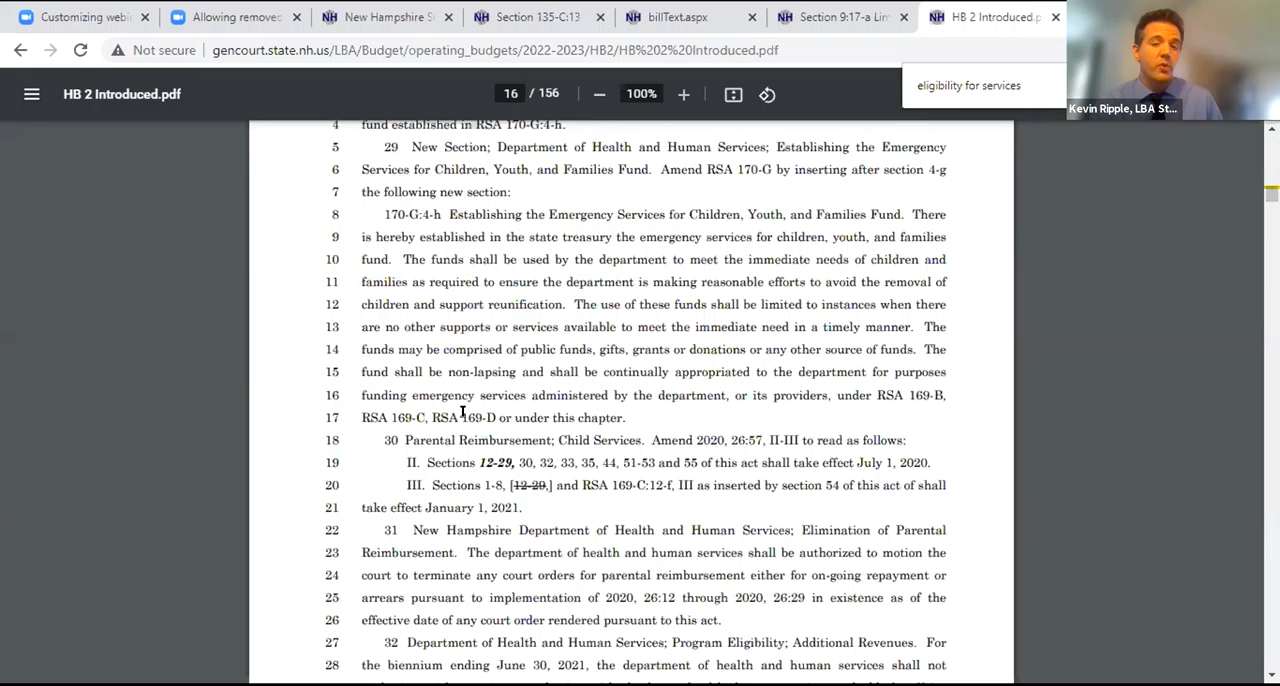 Customizing webi
Allowing removed
New Hampshire S
Section 135-C:13
billText.aspx
Section 9:17-a Lim
HB 2 Introduced.p
Not secure
gencourt.state.nh.us/LBA/Budget/operating_budgets/2022-2023/HB2/HB%202%20Introduced.pdf
eligibility for services
Kevin Ripple, LBA St...
HB 2 Introduced.pdf
16 / 156
100%
4 fund established in RSA 170-G:4-h.
5 29 New Section; Department of Health and Human Services; Establishing the Emergency
6 Services for Children, Youth, and Families Fund. Amend RSA 170-G by inserting after section 4-g
7 the following new section:
8 170-G:4-h Establishing the Emergency Services for Children, Youth, and Families Fund. There
9 is hereby established in the state treasury the emergency services for children, youth, and families
10 fund. The funds shall be used by the department to meet the immediate needs of children and
11 families as required to ensure the department is making reasonable efforts to avoid the removal of
12 children and support reunification. The use of these funds shall be limited to instances when there
13 are no other supports or services available to meet the immediate need in a timely manner. The
14 funds may be comprised of public funds, gifts, grants or donations or any other source of funds. The
15 fund shall be non-lapsing and shall be continually appropriated to the department for purposes
16 funding emergency services administered by the department, or its providers, under RSA 169-B,
17 RSA 169-C, RSA 169-D or under this chapter.
18 30 Parental Reimbursement; Child Services. Amend 2020, 26:57, II-III to read as follows:
19 II. Sections 12-29, 30, 32, 33, 35, 44, 51-53 and 55 of this act shall take effect July 1, 2020.
20 III. Sections 1-8, [12-29,] and RSA 169-C:12-f, III as inserted by section 54 of this act of shall
21 take effect January 1, 2021.
22 31 New Hampshire Department of Health and Human Services; Elimination of Parental
23 Reimbursement. The department of health and human services shall be authorized to motion the
24 court to terminate any court orders for parental reimbursement either for on-going repayment or
25 arrears pursuant to implementation of 2020, 26:12 through 2020, 26:29 in existence as of the
26 effective date of any court order rendered pursuant to this act.
27 32 Department of Health and Human Services; Program Eligibility; Additional Revenues. For
28 the biennium ending June 30, 2021, the department of health and human services shall not